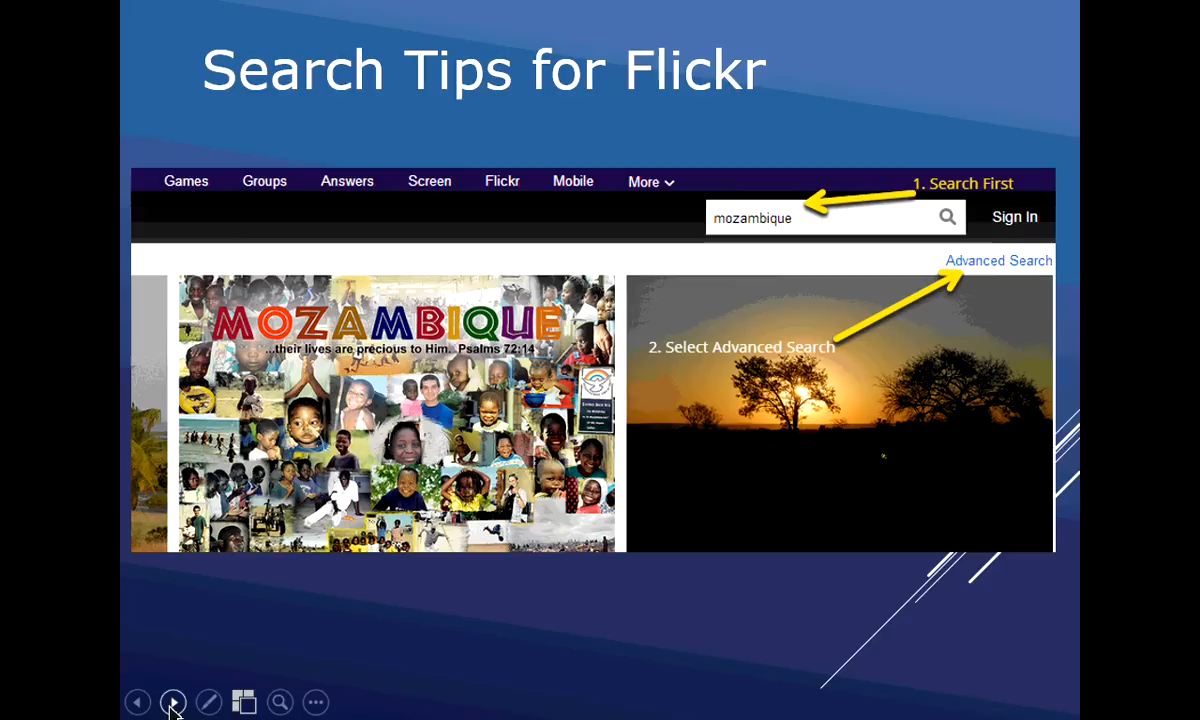 Search Tips for Flickr
Games Groups Answers Screen Flickr Mobile More
1. Search First
mozambique
Sign In
Advanced Search
MOZAMBIQUE
...their lives are precious to Him. Psalms 72:14
2. Select Advanced Search